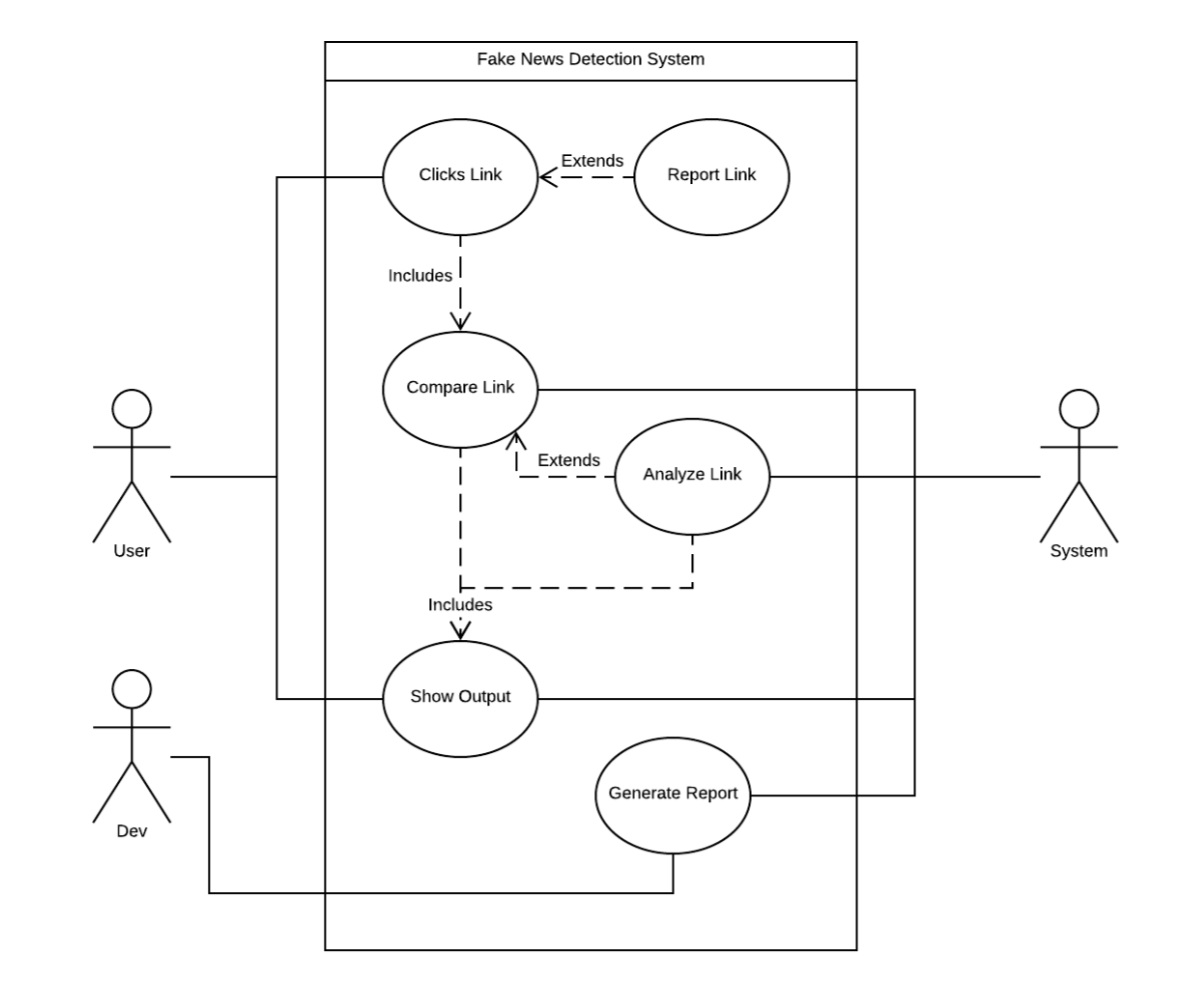 Fake News Detection System
Clicks Link
Extends
Report Link
Includes
Compare Link
Extends
Analyze Link
User
System
Includes
Show Output
Generate Report
Dev